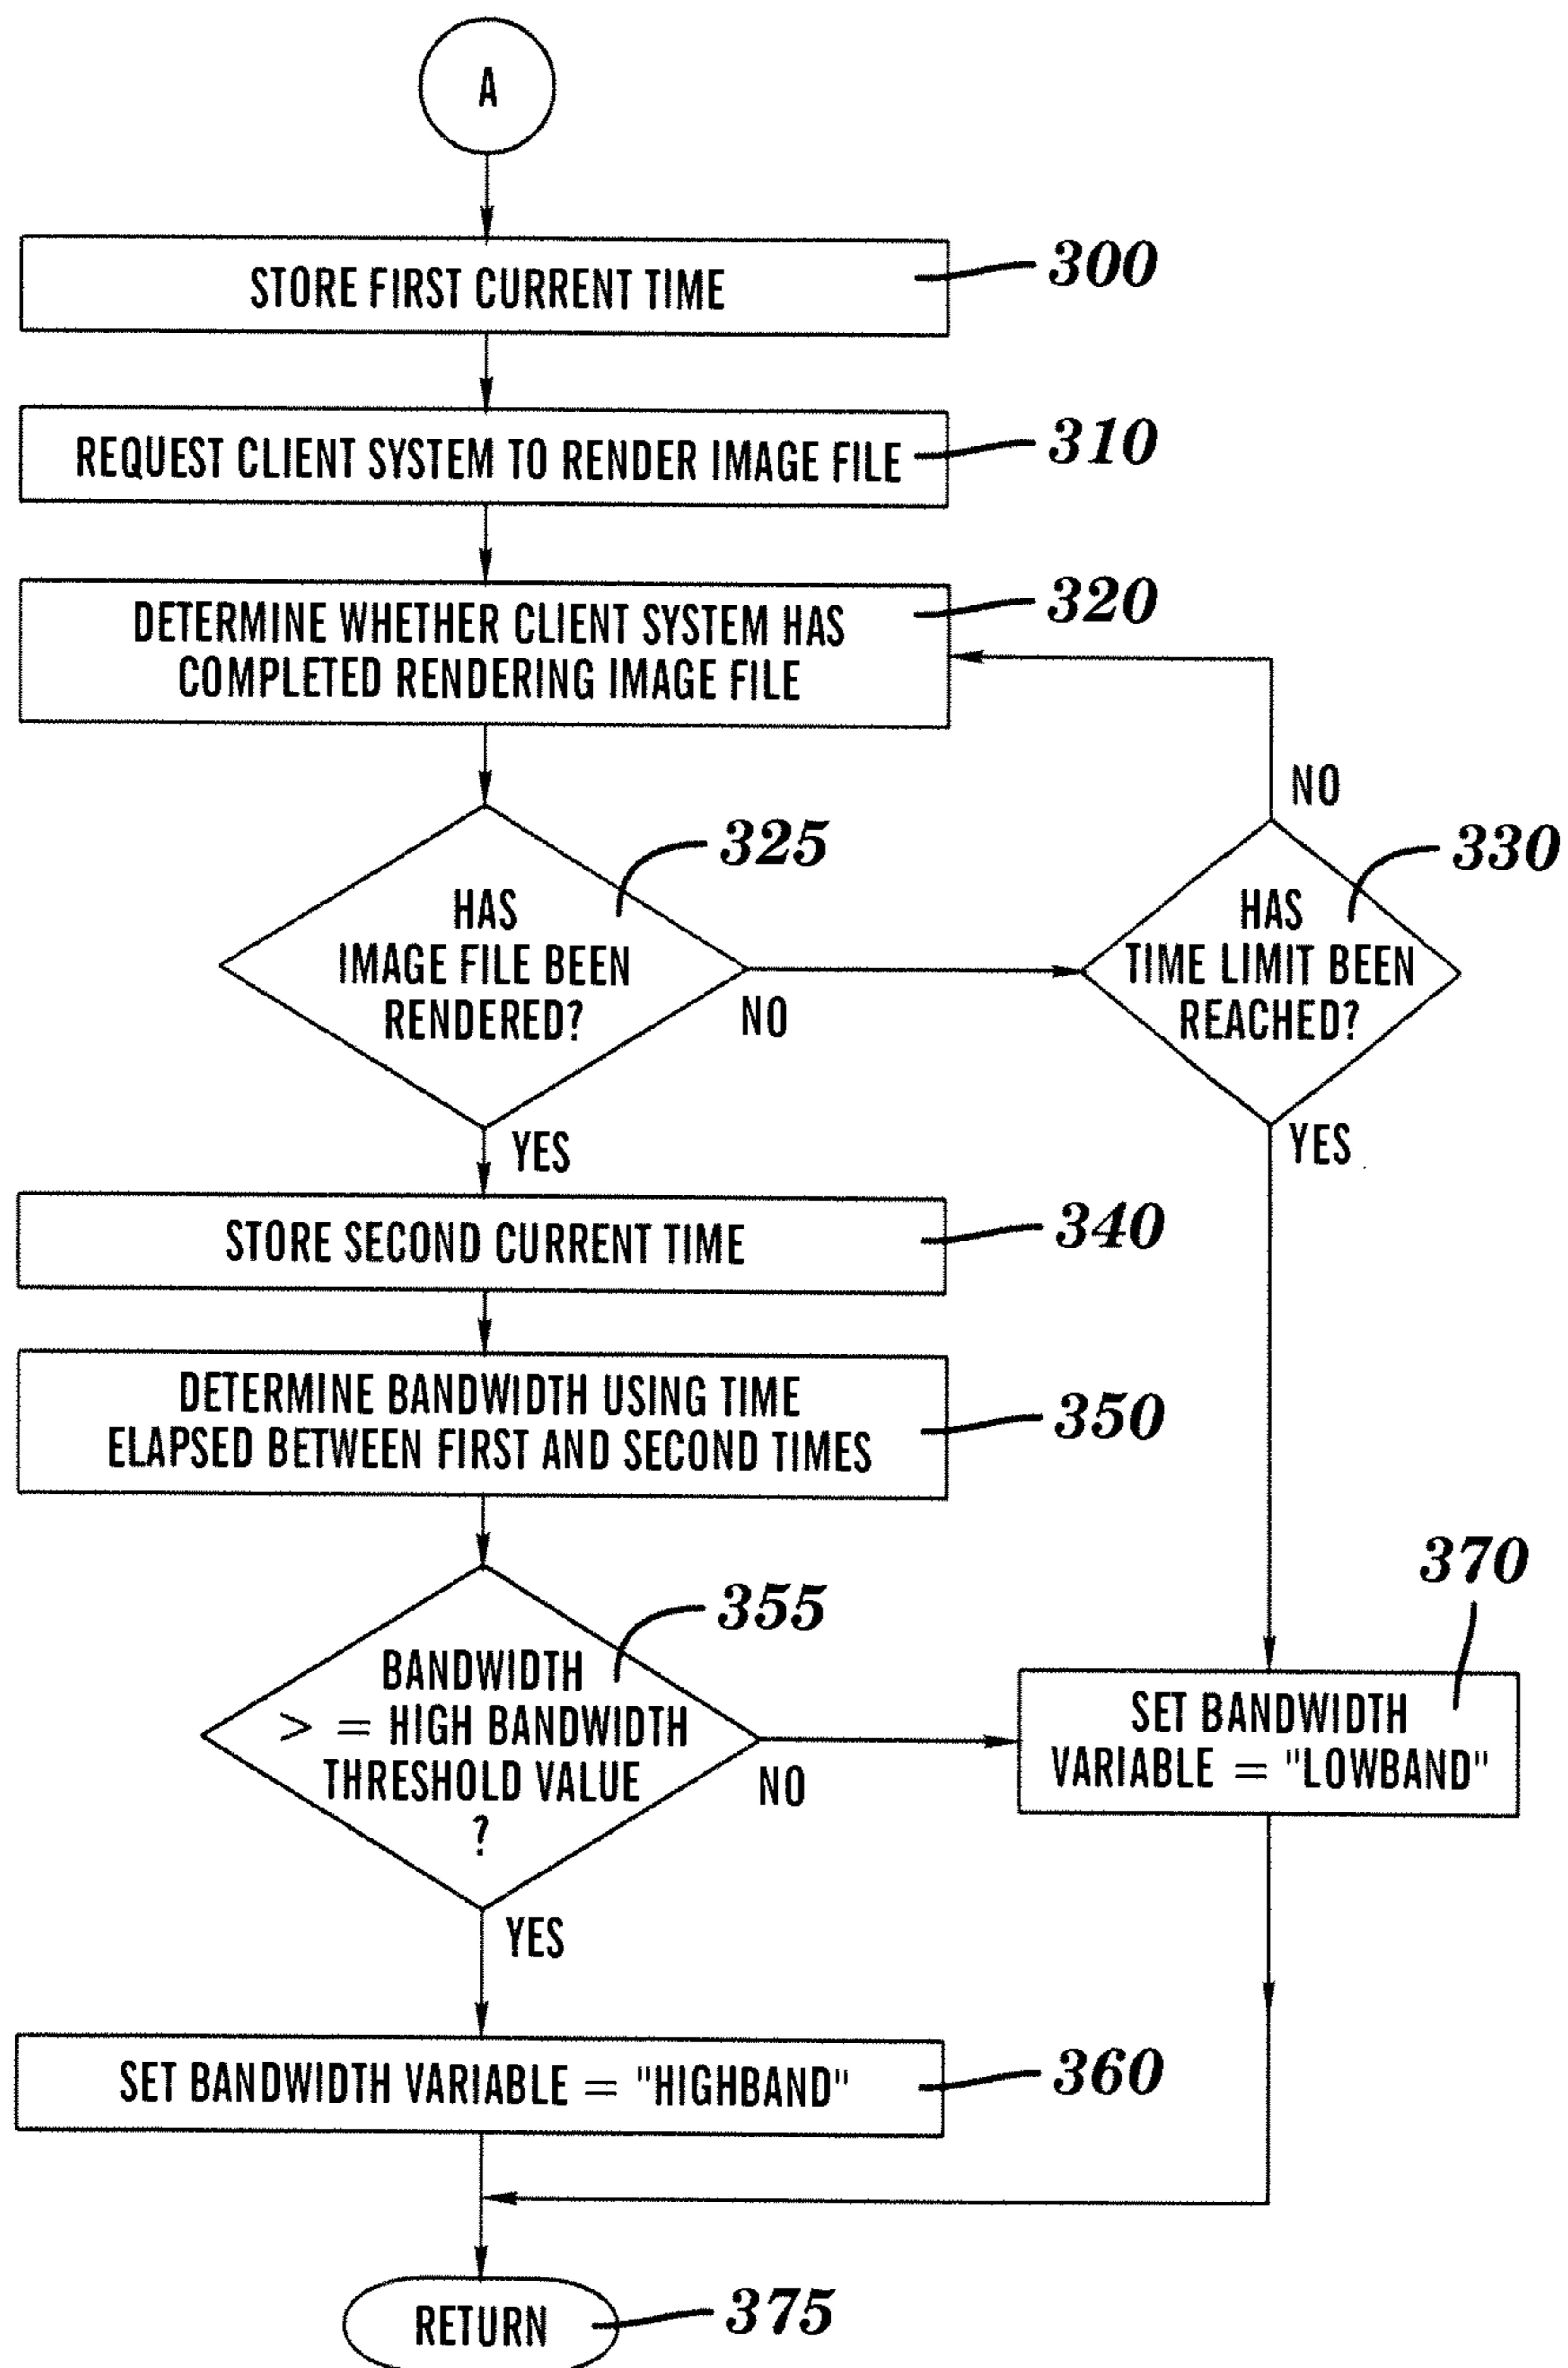 A
STORE FIRST CURRENT TIME
300
REQUEST CLIENT SYSTEM TO RENDER IMAGE FILE
310
DETERMINE WHETHER CLIENT SYSTEM HAS
COMPLETED RENDERING IMAGE FILE
320
HAS
IMAGE FILE BEEN
RENDERED?
325
NO
HAS
TIME LIMIT BEEN
REACHED?
330
NO
YES
YES
STORE SECOND CURRENT TIME
340
DETERMINE BANDWIDTH USING TIME
ELAPSED BETWEEN FIRST AND SECOND TIMES
350
BANDWIDTH
> = HIGH BANDWIDTH
THRESHOLD VALUE
?
355
NO
SET BANDWIDTH
VARIABLE = "LOWBAND"
370
YES
SET BANDWIDTH VARIABLE = "HIGHBAND"
360
RETURN
375